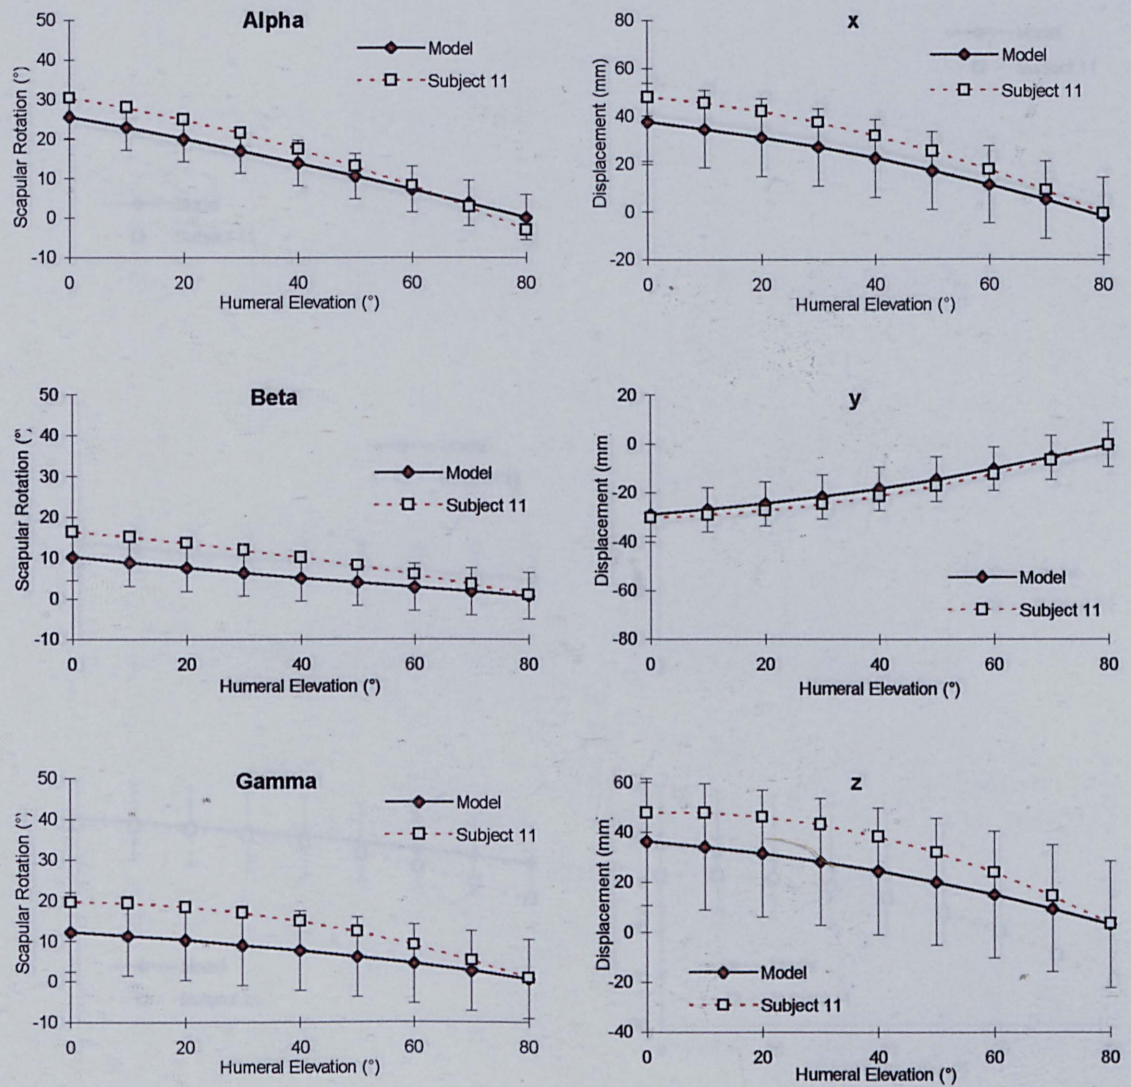 Alpha
50
40
30
20
10
0
-10
Scapular Rotation (°)
Model
Subject 11
0 20 40 60 80
Humeral Elevation (°)
x
80
60
40
20
0
-20
Displacement (mm)
Model
Subject 11
0 20 40 60 80
Humeral Elevation (°)
Beta
50
40
30
20
10
0
-10
Scapular Rotation (°
Model
Subject 11
0 20 40 60 80
Humeral Elevation (°)
y
20
0
-20
-40
-60
-80
Displacement (mm
Model
Subject 11
0 20 40 60 80
Humeral Elevation (°)
Gamma
50
40
30
20
10
0
-10
Scapular Rotation (°)
Model
Subject 11
0 20 40 60 80
Humeral Elevation (°)
z
60
40
20
0
-20
-40
Displacement (mm
Model
Subject 11
0 20 40 60 80
Humeral Elevation (°)